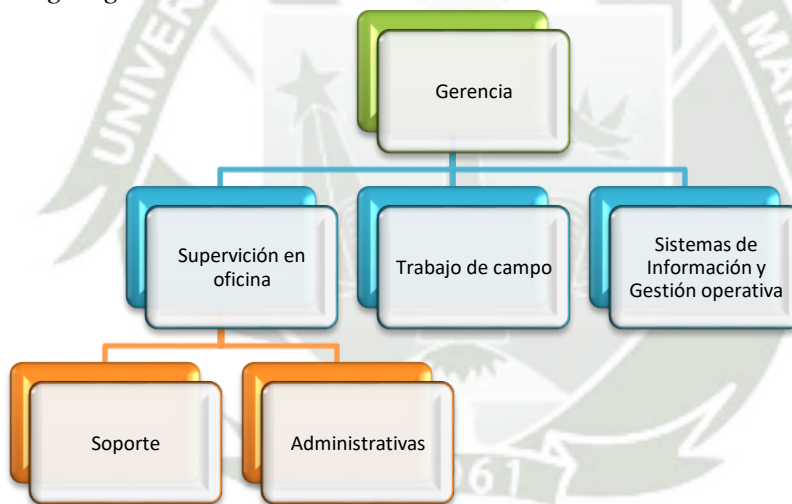 Gerencia
Supervición en
oficina
Trabajo de campo
Sistemas de
Información y
Gestión operativa
Soporte
Administrativas